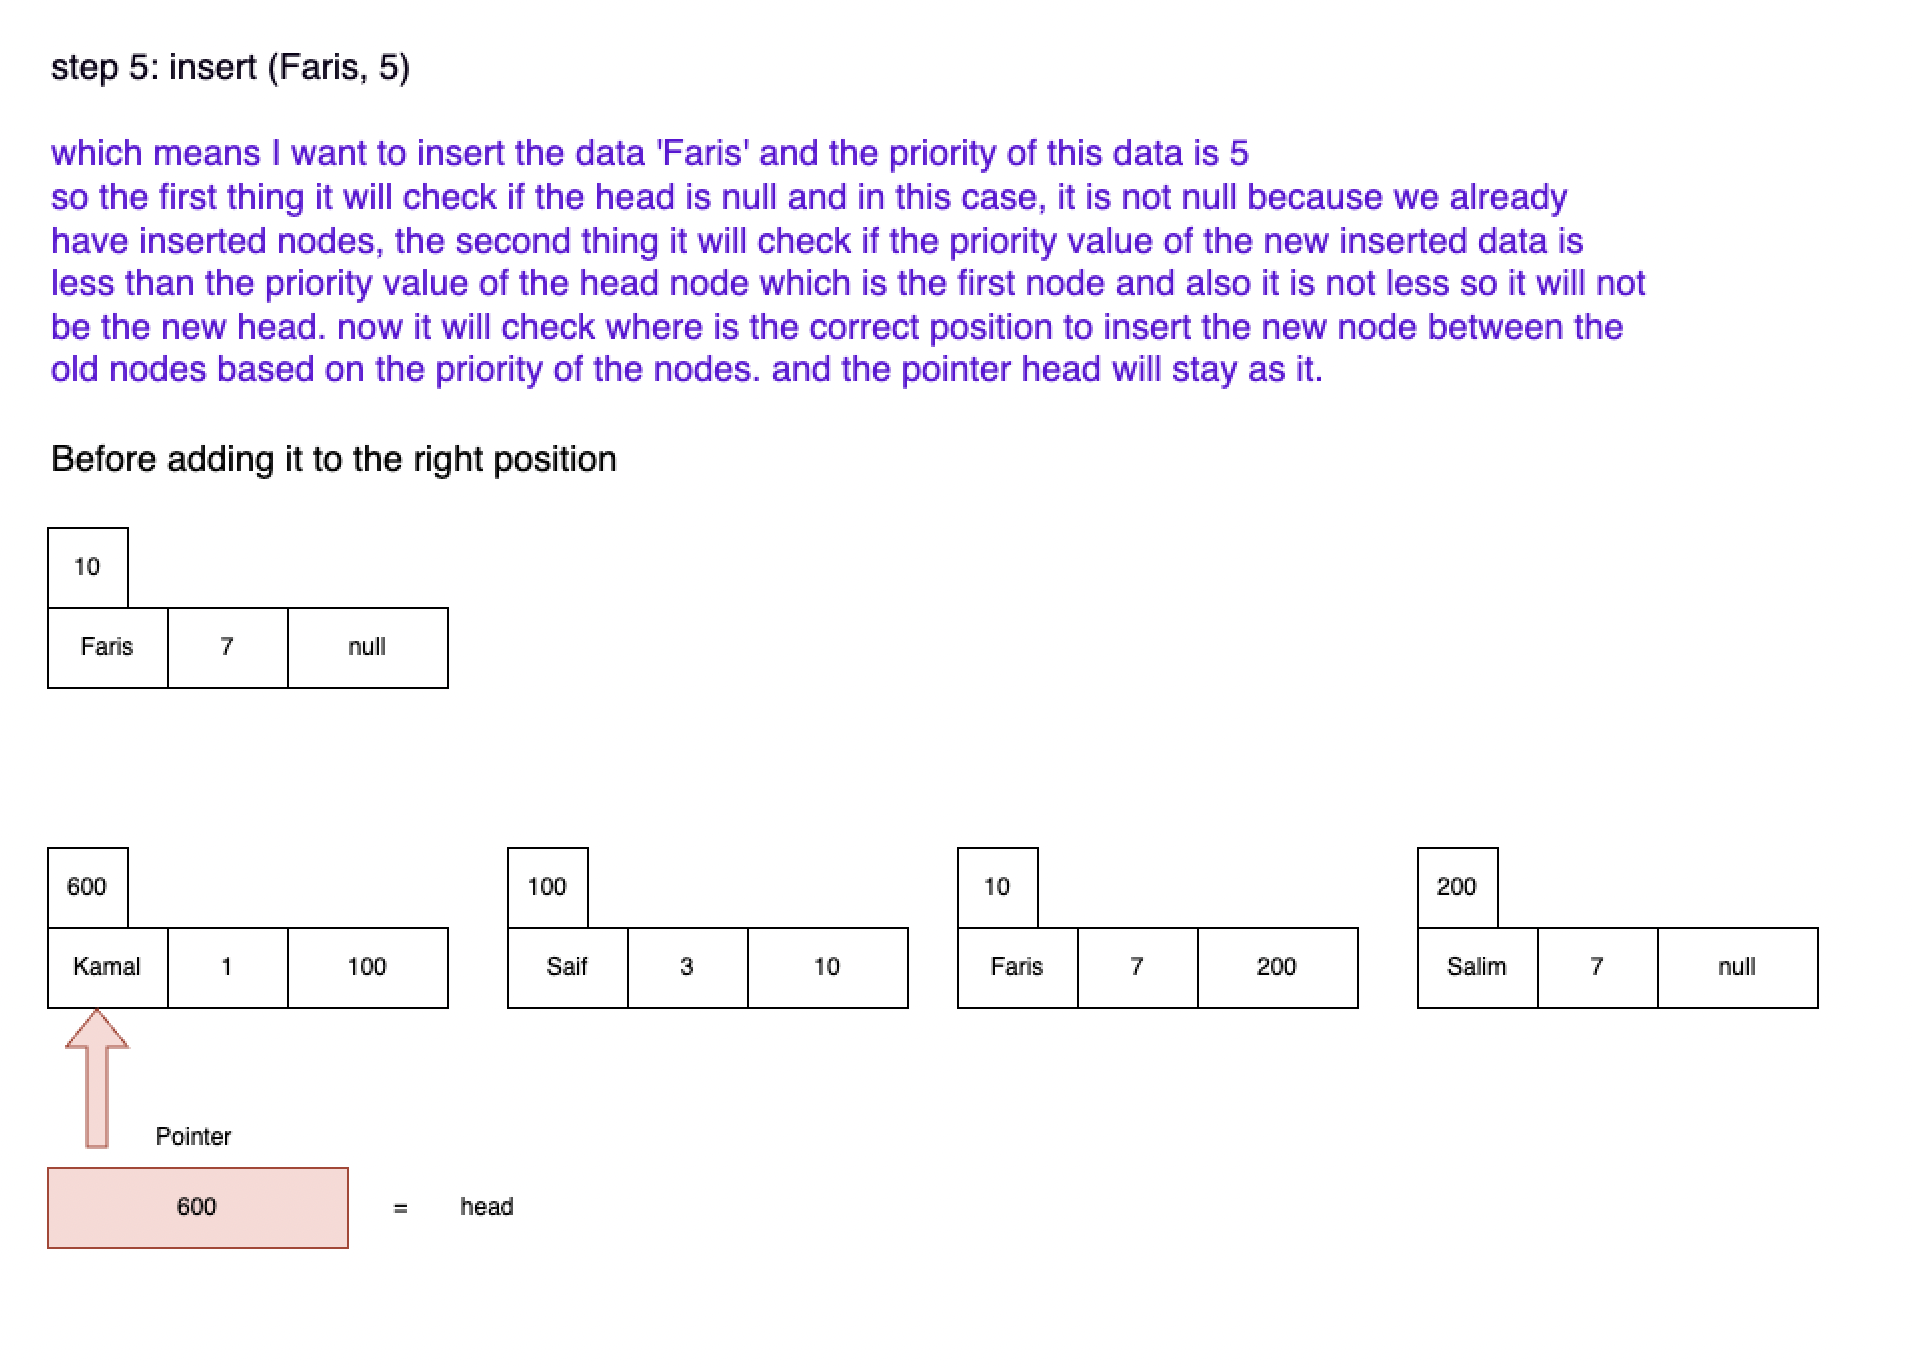 step 5: insert (Faris, 5)
which means I want to insert the data 'Faris' and the priority of this data is 5
so the first thing it will check if the head is null and in this case, it is not null because we already
have inserted nodes, the second thing it will check if the priority value of the new inserted data is
less than the priority value of the head node which is the first node and also it is not less so it will not
be the new head. now it will check where is the correct position to insert the new node between the
old nodes based on the priority of the nodes. and the pointer head will stay as it.
Before adding it to the right position
10
Faris 7 null
600 100 10 200
Kamal 1 100 Saif 3 10 Faris 7 200 Salim 7 null
Pointer
600 = head